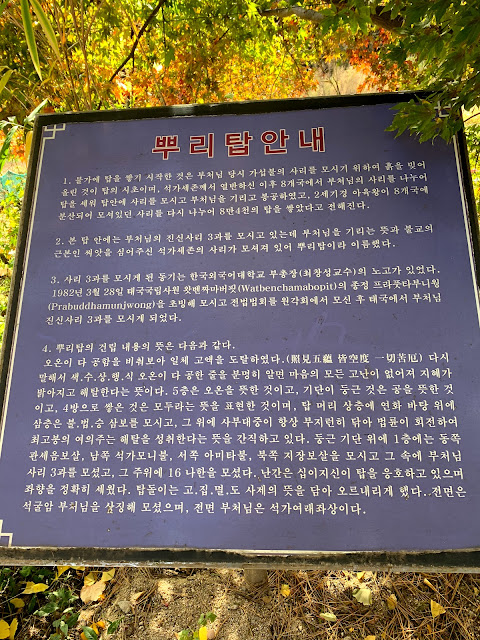 뿌리탑안내
1. 불가에 탑을 쌓기 시작한 것은 부처님 당시 가섭불의 사리를 모시기 위하여 흙을 빚어
올린 것이 탑의 시초이며, 석가세존께서 열반하신 이후 8개국에서 부처님의 사리를 나누어
탑을 세워 탑안에 사리를 모시고 부처님을 기리고 봉공하였고, 2세기경 아육왕이 8개국에
분산되어 모셔있던 사리를 다시 나누어 8만4천의 탑을 쌓았다고 전해진다.
2. 본 탑 안에는 부처님의 진신사리 3과를 모시고 있는데 부처님을 기리는 뜻과 불교의
근본인 씨앗을 심어주신 석가세존의 사리가 모셔져 있어 뿌리탑이라 이름했다.
3. 사리 3과를 모시게 된 동기는 한국외국어대학교 부총장(최창성교수)의 노고가 있었다.
1982년 3월 28일 태국국립사원 왓벤짜마버핏(Watbenchamabopit)의 종정 프라풋타부니웡
(Prabuddhamunjwong)을 초빙해 모시고 전법법회를 원각회에서 모신 후 태국에서 부처님
진신사리 3과를 모시게 되었다.
4. 뿌리탑의 건립 내용의 뜻은 다음과 같다.
오온이 다 공함을 비춰보아 일체 고액을 도탈하였다.(照見五蘊 皆空度 一切苦厄) 다시
말해서 색.수.상.행.식 오온이 다 공한 줄을 분명히 알면 마음의 모든 고난이 없어져 지혜가
밝아지고 해탈한다는 뜻이다. 5층은 오온을 뜻한 것이고, 기단이 둥근 것은 공을 뜻한 것
이고, 4방으로 쌓은 것은 모두라는 뜻을 표현한 것이며, 탑 머리 상층에 연화 바탕 위에
삼층은 불.법.승 삼보를 모시고, 그 위에 사부대중이 항상 부지런히 닦아 법륜이 회전하여
최고봉의 여의주는 해탈을 성취한다는 뜻을 간직하고 있다. 둥근 기단 위에 1층에는 동쪽
관세음보살, 남쪽 석가모니불, 서쪽 아미타불, 북쪽 지장보살을 모시고 그 속에 부처님
사리 3과를 모셨고, 그 주위에 16 나한을 모셨다. 난간은 십이지신이 탑을 옹호하고 있으며
좌향을 정확히 세웠다. 탑돌이는 고.집.멸.도 사제의 뜻을 담아 오르내리게 했다. 전면은
석굴암 부처님을 상징해 모셨으며, 전면 부처님은 석가여래좌상이다.